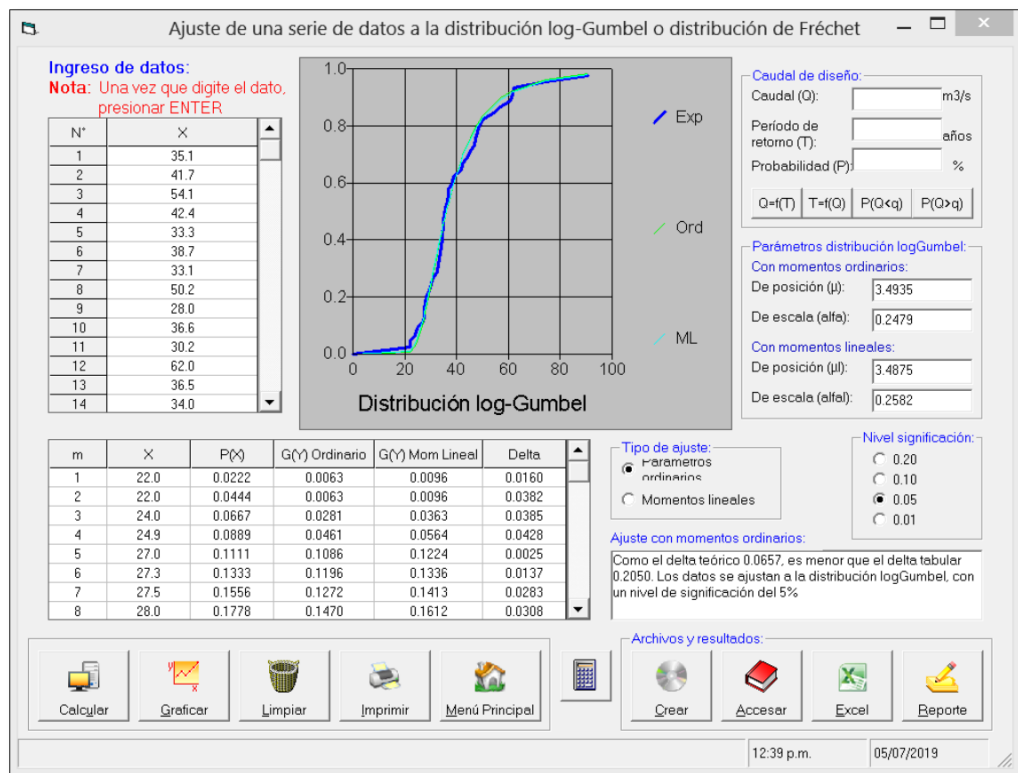 Ajuste de una serie de datos a la distribución log-Gumbel o distribución de Fréchet
Ingreso de datos:
Nota: Una vez que digite el dato,
presionar ENTER
N° X
1 35.1
2 41.7
3 54.1
4 42.4
5 33.3
6 38.7
7 33.1
8 50.2
9 28.0
10 36.6
11 30.2
12 62.0
13 36.5
14 34.0
1.0
0.8
0.6
0.4
0.2
0.0
0 20 40 60 80 100
Exp
Ord
ML
Distribución log-Gumbel
Caudal de diseño:
Caudal (Q): m3/s
Período de
retorno (T): años
Probabilidad (P): %
Q=f(T) T=f(Q) P(Q<q) P(Q>q)
Parámetros distribución logGumbel:
Con momentos ordinarios:
De posición (μ): 3.4935
De escala (alfa): 0.2479
Con momentos lineales:
De posición (μl): 3.4875
De escala (alfal): 0.2582
m X P(X) G(Y) Ordinario G(Y) Mom Lineal Delta
1 22.0 0.0222 0.0063 0.0096 0.0160
2 22.0 0.0444 0.0063 0.0096 0.0382
3 24.0 0.0667 0.0281 0.0363 0.0385
4 24.9 0.0889 0.0461 0.0564 0.0428
5 27.0 0.1111 0.1086 0.1224 0.0025
6 27.3 0.1333 0.1196 0.1336 0.0137
7 27.5 0.1556 0.1272 0.1413 0.0283
8 28.0 0.1778 0.1470 0.1612 0.0308
Tipo de ajuste:
Parámetros
ordinarios
Momentos lineales
Nivel significación:
0.20
0.10
0.05
0.01
Ajuste con momentos ordinarios:
Como el delta teórico 0.0657, es menor que el delta tabular
0.2050. Los datos se ajustan a la distribución logGumbel, con
un nivel de significación del 5%
Calcular Graficar Limpiar Imprimir Menú Principal
Archivos y resultados:
Crear Accesar Excel Reporte
12:39 p.m. 05/07/2019